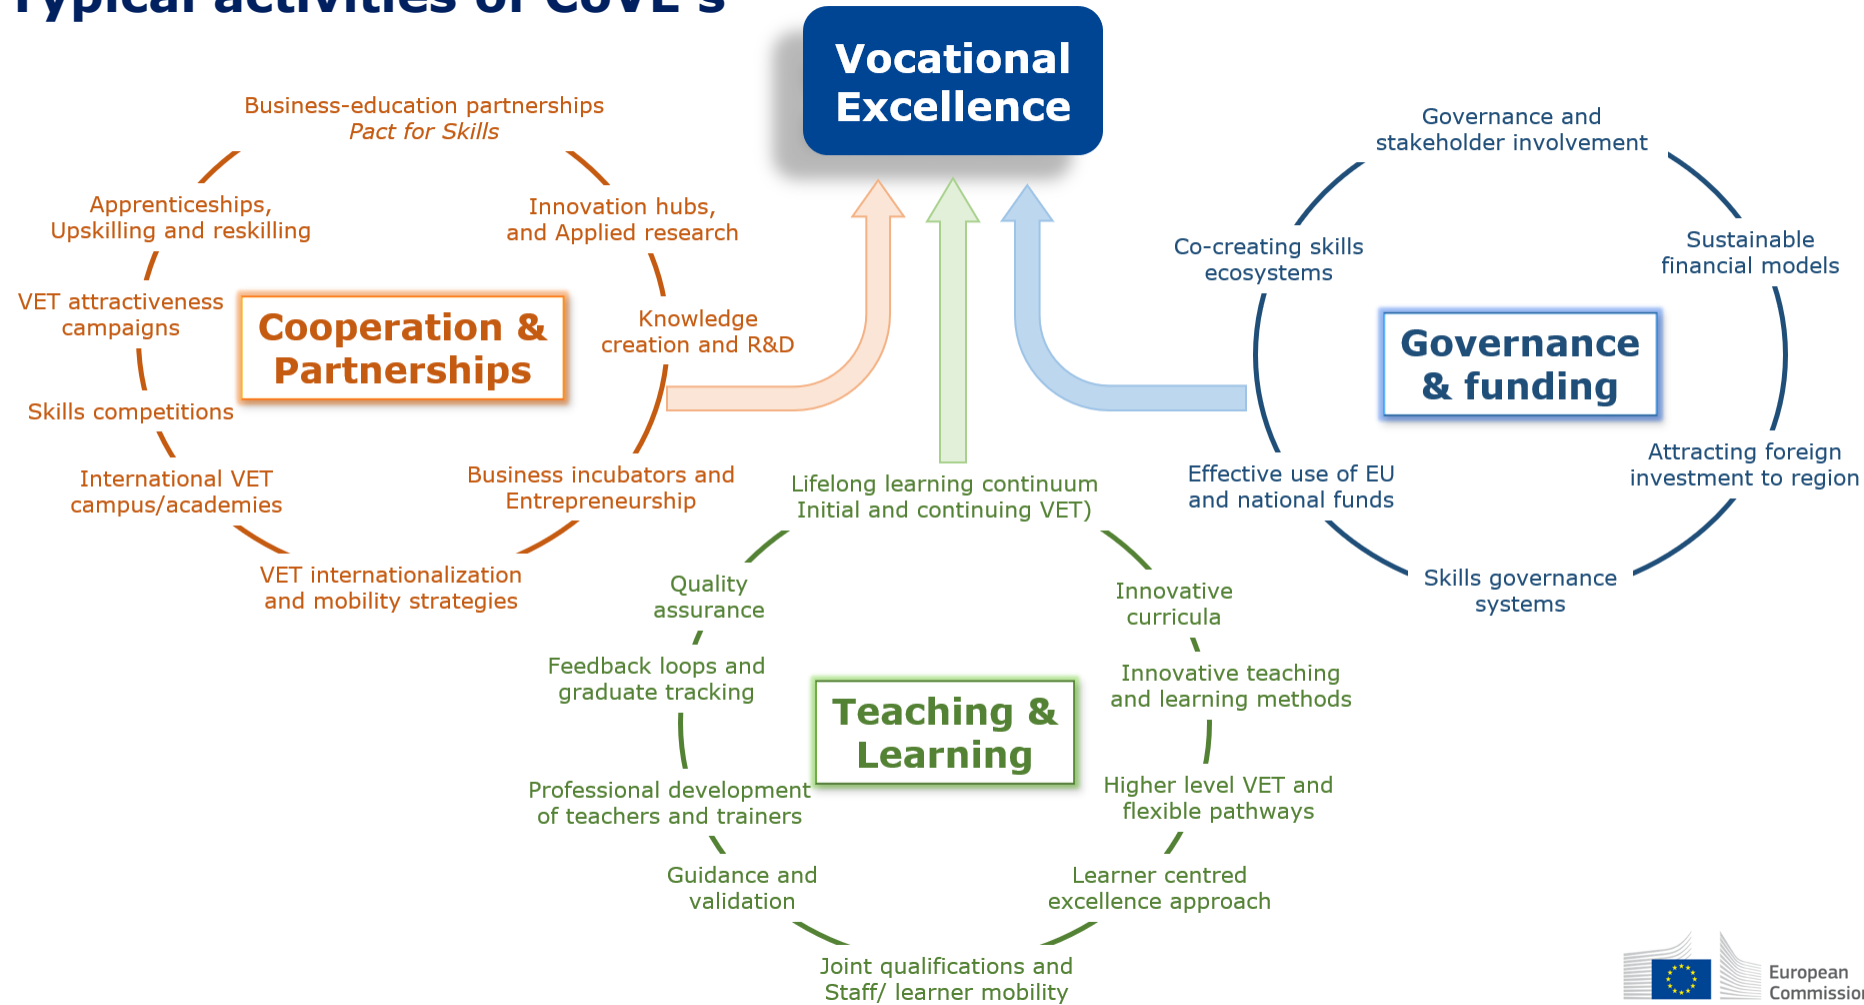 Typical activities of CoVE's
Vocational
Excellence
Business-education partnerships
Pact for Skills
Apprenticeships,
Upskilling and reskilling
Innovation hubs,
and Applied research
VET attractiveness
campaigns
Cooperation &
Partnerships
Knowledge
creation and R&D
Skills competitions
International VET
campus/academies
Business incubators and
Entrepreneurship
VET internationalization
and mobility strategies
Governance and
stakeholder involvement
Co-creating skills
ecosystems
Sustainable
financial models
Governance
& funding
Effective use of EU
and national funds
Attracting foreign
investment to region
Skills governance
systems
Lifelong learning continuum
Initial and continuing VET)
Quality
assurance
Innovative
curricula
Feedback loops and
graduate tracking
Innovative teaching
and learning methods
Teaching &
Learning
Professional development
of teachers and trainers
Higher level VET and
flexible pathways
Guidance and
validation
Learner centred
excellence approach
Joint qualifications and
Staff/ learner mobility
European
Commission